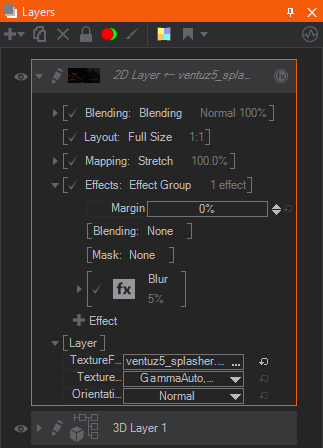 Layers
2D Layer ← ventuz5_spla...
Blending: Blending Normal 100%
Layout: Full Size 1:1
Mapping: Stretch 100.0%
Effects: Effect Group 1 effect
Margin 0%
Blending: None
Mask: None
fx Blur
5%
Effect
Layer
TextureF... ventuz5_splasher.... ...
Texture... GammaAuto,...
Orientati... Normal
3D Layer 1